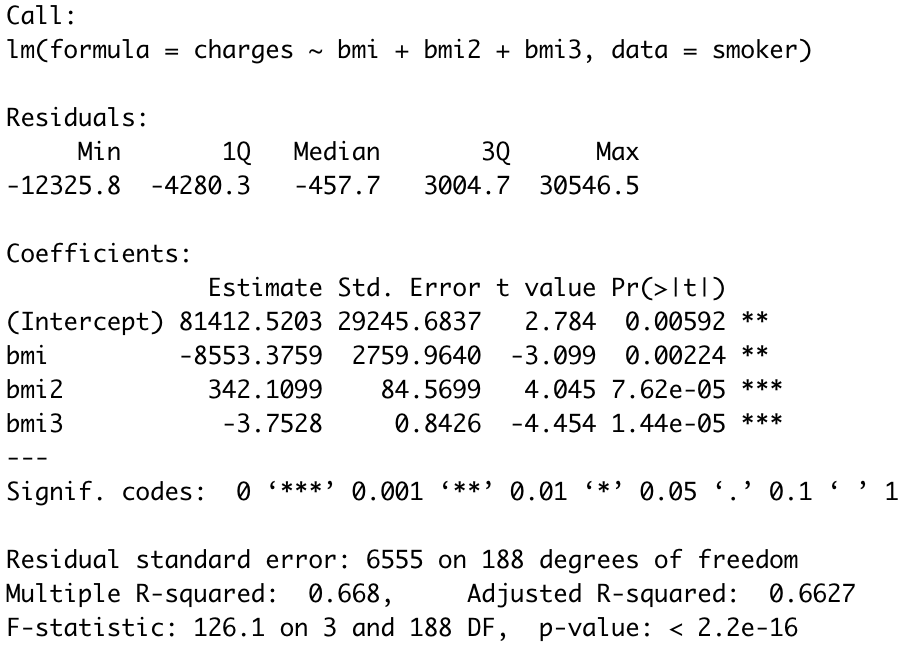 Call:
lm(formula = charges ~ bmi + bmi2 + bmi3, data = smoker)
Residuals:
Min 1Q Median 3Q Max
-12325.8 -4280.3 -457.7 3004.7 30546.5
Coefficients:
Estimate Std. Error t value Pr(>|t|)
(Intercept) 81412.5203 29245.6837 2.784 0.00592 **
bmi -8553.3759 2759.9640 -3.099 0.00224 **
bmi2 342.1099 84.5699 4.045 7.62e-05 ***
bmi3 -3.7528 0.8426 -4.454 1.44e-05 ***
---
Signif. codes: 0 ‘***’ 0.001 ‘**’ 0.01 ‘*’ 0.05 ‘.’ 0.1 ‘ ’ 1
Residual standard error: 6555 on 188 degrees of freedom
Multiple R-squared: 0.668, Adjusted R-squared: 0.6627
F-statistic: 126.1 on 3 and 188 DF, p-value: < 2.2e-16